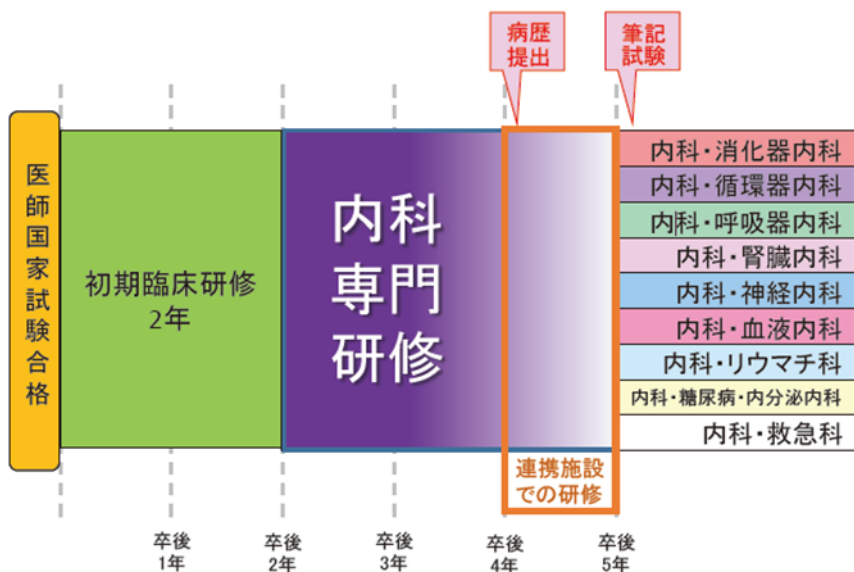 病歴
提出
筆記
試験
医師国家試験合格
初期臨床研修
2年
内科
専門
研修
内科・消化器内科
内科・循環器内科
内科・呼吸器内科
内科・腎臓内科
内科・神経内科
内科・血液内科
内科・リウマチ科
内科・糖尿病・内分泌内科
内科・救急科
連携施設
での研修
卒後
1年
卒後
2年
卒後
3年
卒後
4年
卒後
5年